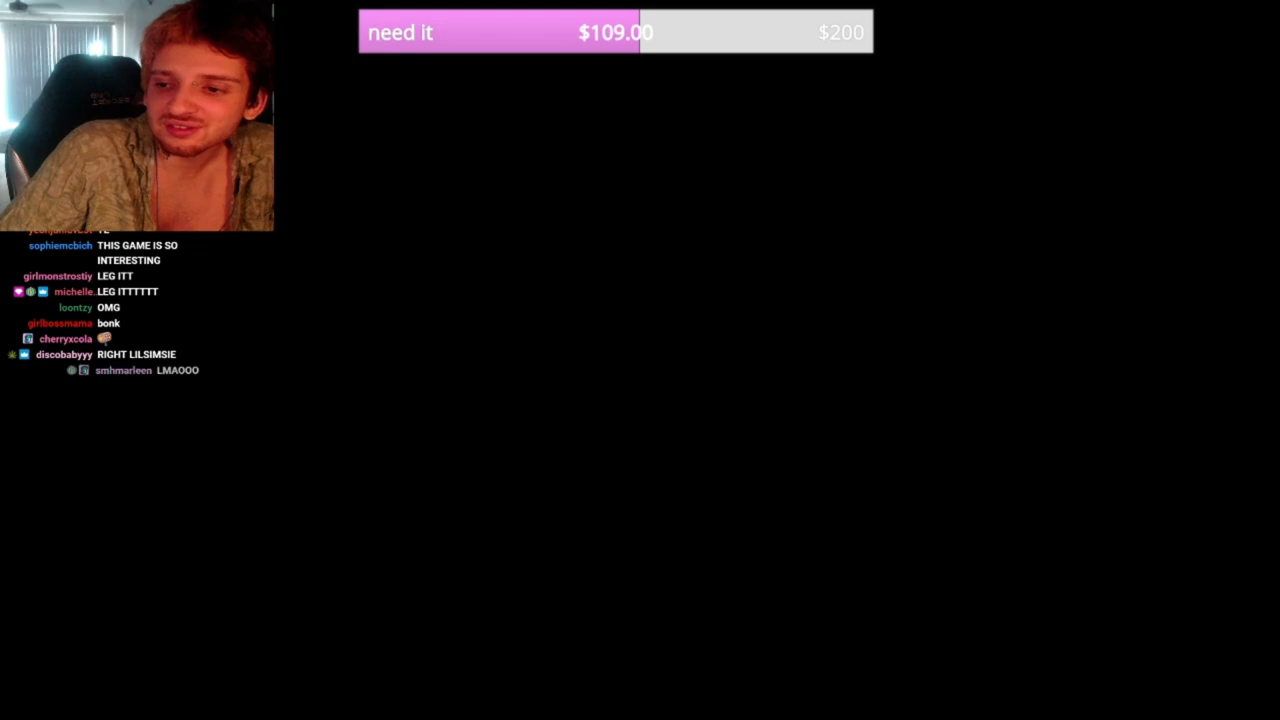 need it $109.00 $200
sophiemcbich THIS GAME IS SO
INTERESTING
girlmonstrostiy LEG ITT
michelle.. LEG ITTTTTT
loontzy OMG
girlbossmama bonk
cherryxcola
discobabyyy RIGHT LILSIMSIE
smhmarleen LMAOOO